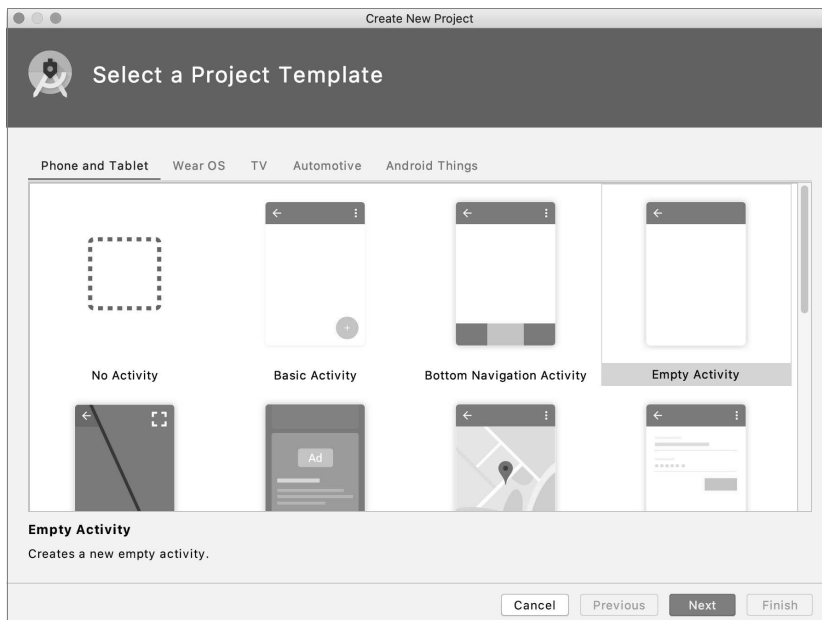 Create New Project
Select a Project Template
Phone and Tablet Wear OS TV Automotive Android Things
No Activity Basic Activity Bottom Navigation Activity Empty Activity
Ad
Empty Activity
Creates a new empty activity.
Cancel Previous Next Finish